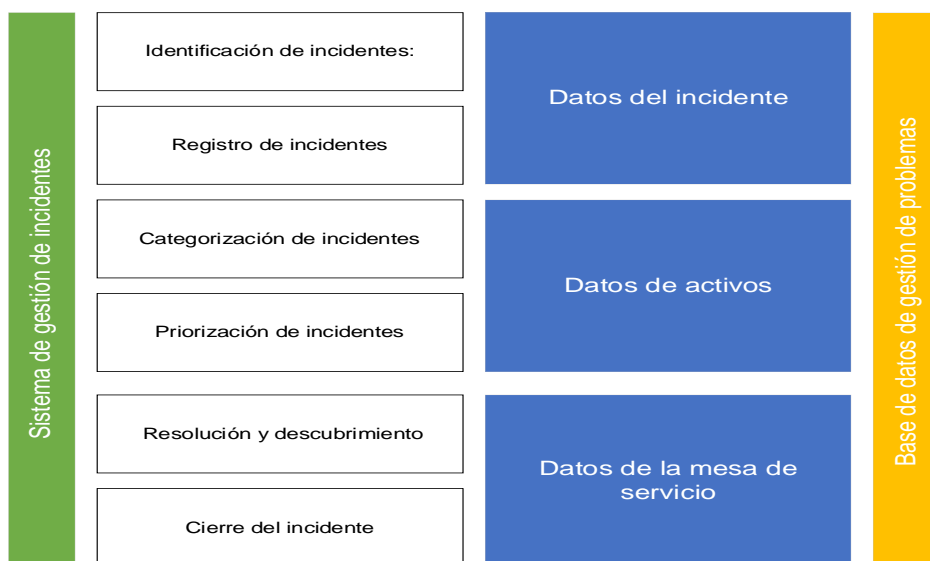 Sistema de gestión de incidentes
Identificación de incidentes:
Registro de incidentes
Categorización de incidentes
Priorización de incidentes
Resolución y descubrimiento
Cierre del incidente
Datos del incidente
Datos de activos
Datos de la mesa de
servicio
Base de datos de gestión de problemas